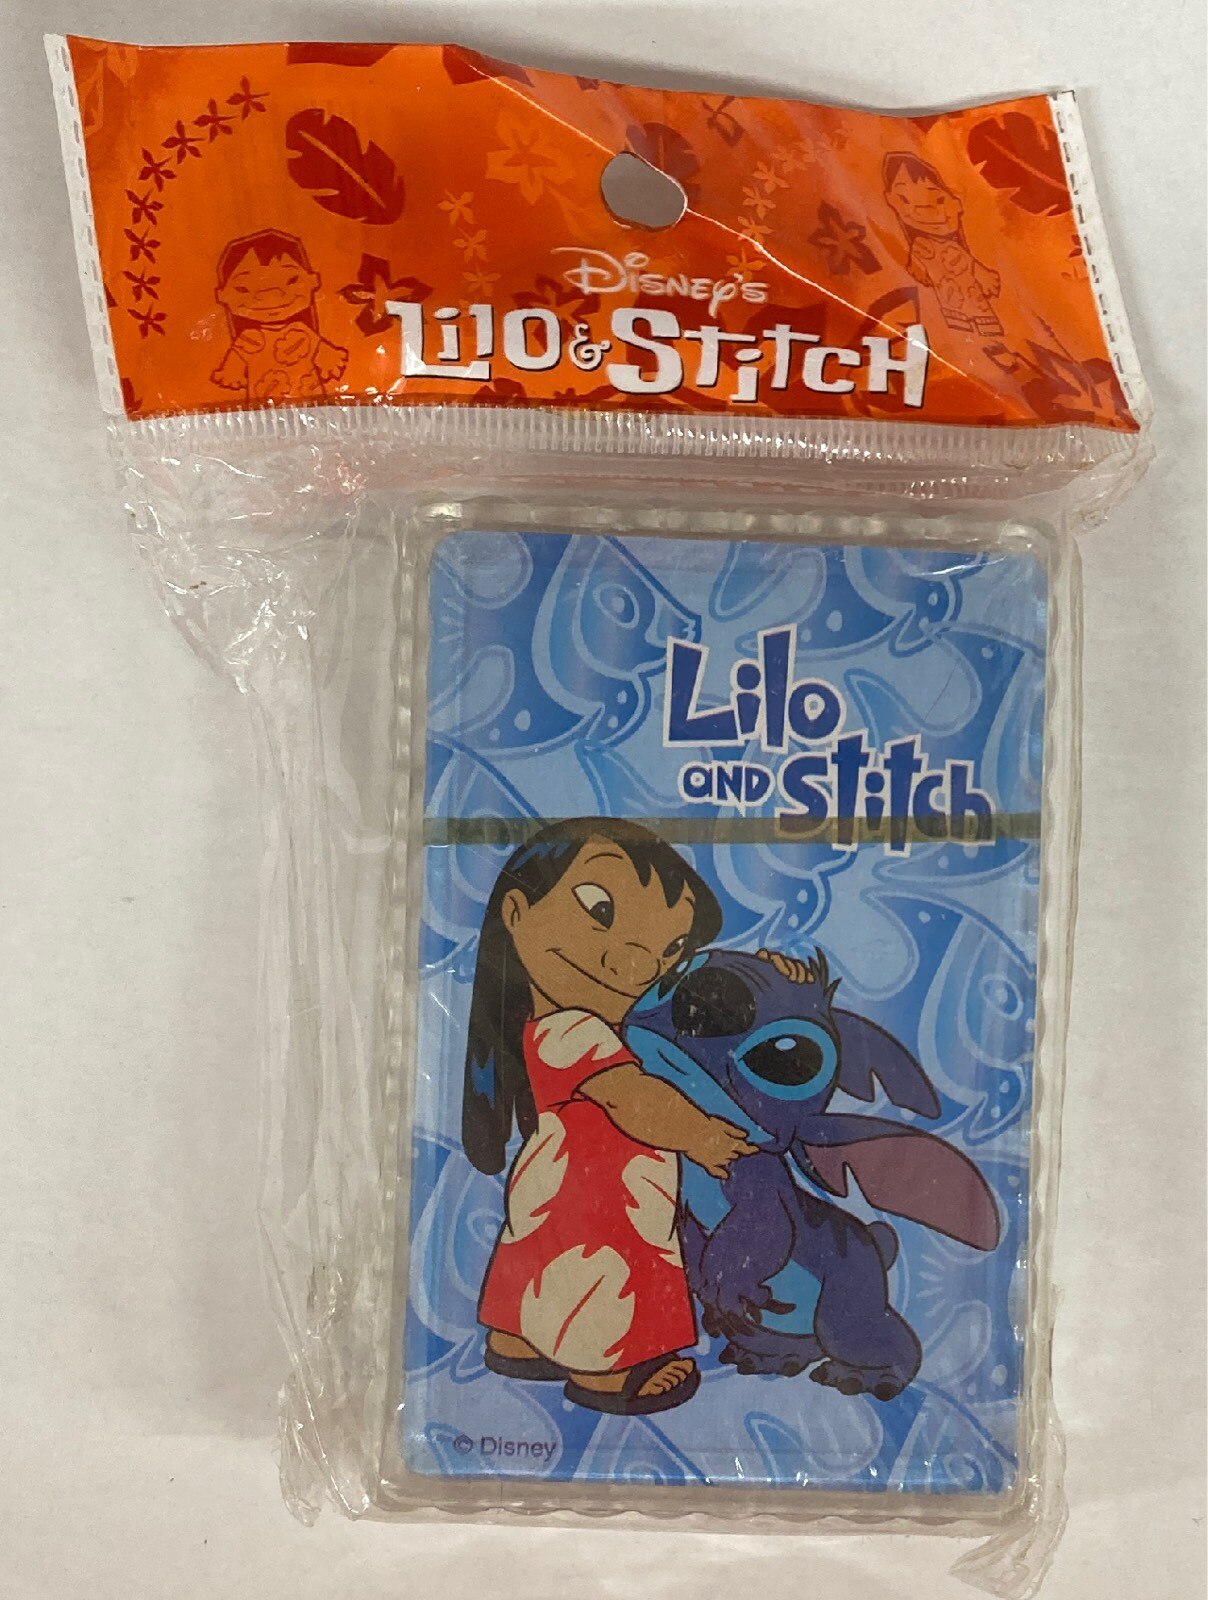 Disney's
Lilo & Stitch
Lilo
AND Stitch
© Disney